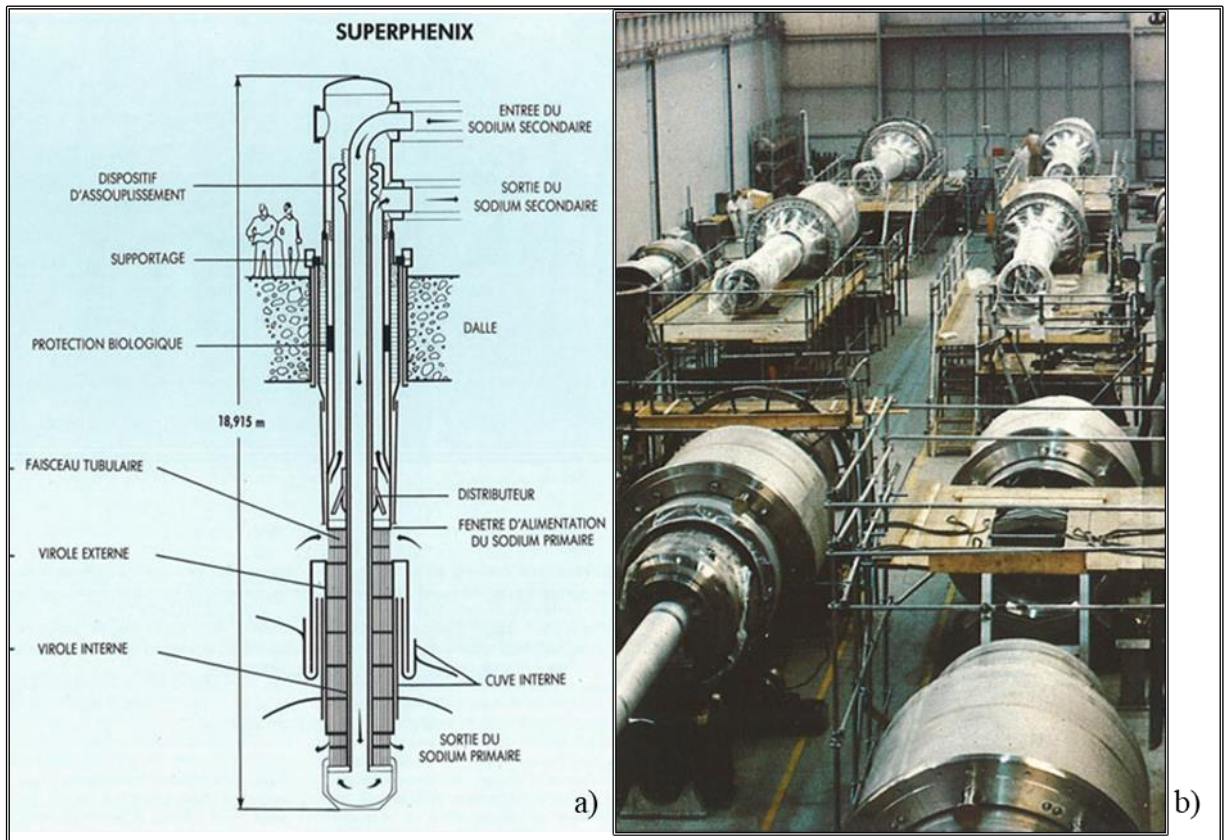 SUPERPHENIX
ENTREE DU
SODIUM SECONDAIRE
DISPOSITIF
D'ASSOUPLISSEMENT
SORTIE DU
SODIUM SECONDAIRE
SUPPORTAGE
DALLE
PROTECTION BIOLOGIQUE
18,915 m
FAISCEAU TUBULAIRE
DISTRIBUTEUR
FENETRE D'ALIMENTATION
DU SODIUM PRIMAIRE
VIROLE EXTERNE
VIROLE INTERNE
CUVE INTERNE
SORTIE DU
SODIUM PRIMAIRE
a)
b)